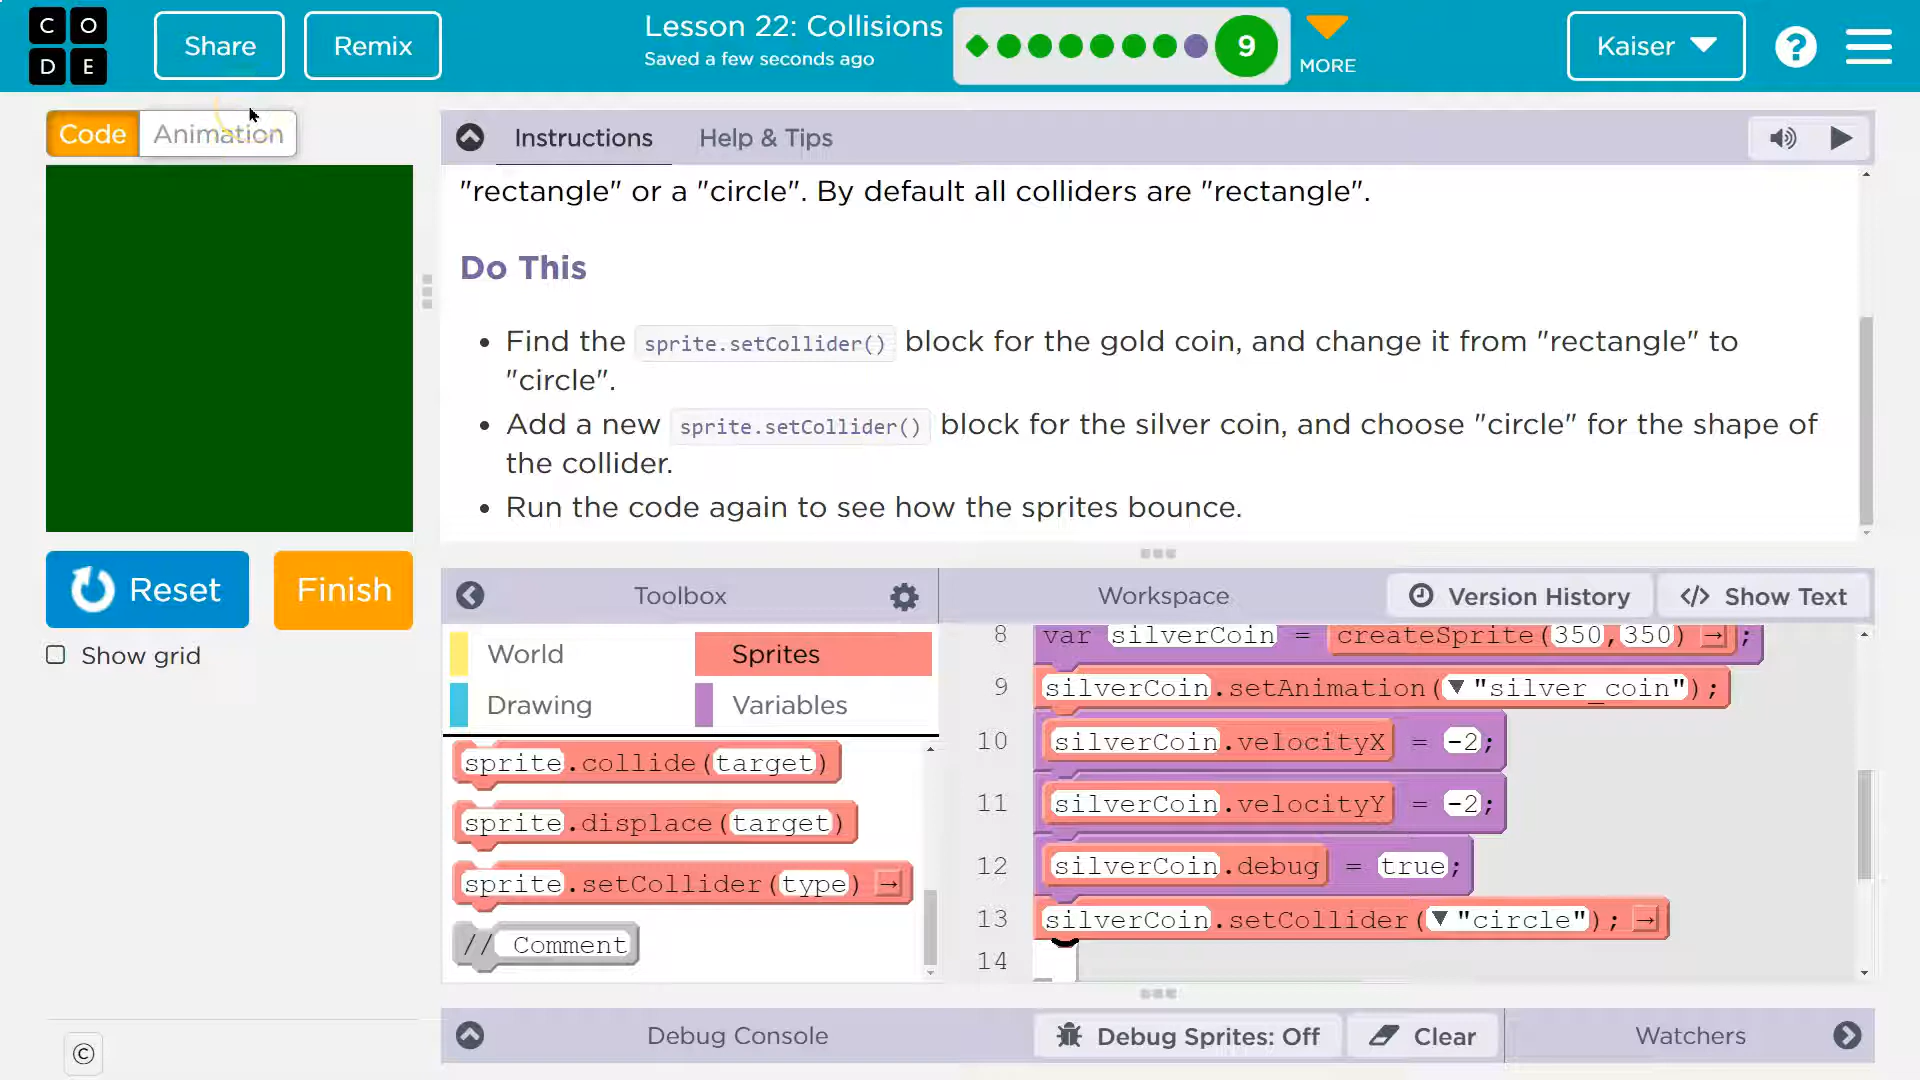 CODE
Share
Remix
Lesson 22: Collisions
Saved a few seconds ago
9
MORE
Kaiser
?
Code
Animation
Instructions
Help & Tips
"rectangle" or a "circle". By default all colliders are "rectangle".
Do This
Find the sprite.setCollider() block for the gold coin, and change it from "rectangle" to
"circle".
Add a new sprite.setCollider() block for the silver coin, and choose "circle" for the shape of
the collider.
Run the code again to see how the sprites bounce.
Reset
Finish
Show grid
Toolbox
Workspace
Version History
</> Show Text
World
Sprites
Drawing
Variables
sprite.collide(target)
sprite.displace(target)
sprite.setCollider(type) →
// Comment
8 var silverCoin = createSprite(350,350) →;
9 silverCoin.setAnimation(▼ "silver_coin");
10 silverCoin.velocityX = -2;
11 silverCoin.velocityY = -2;
12 silverCoin.debug = true;
13 silverCoin.setCollider(▼ "circle"); →
14
©
Debug Console
Debug Sprites: Off
Clear
Watchers